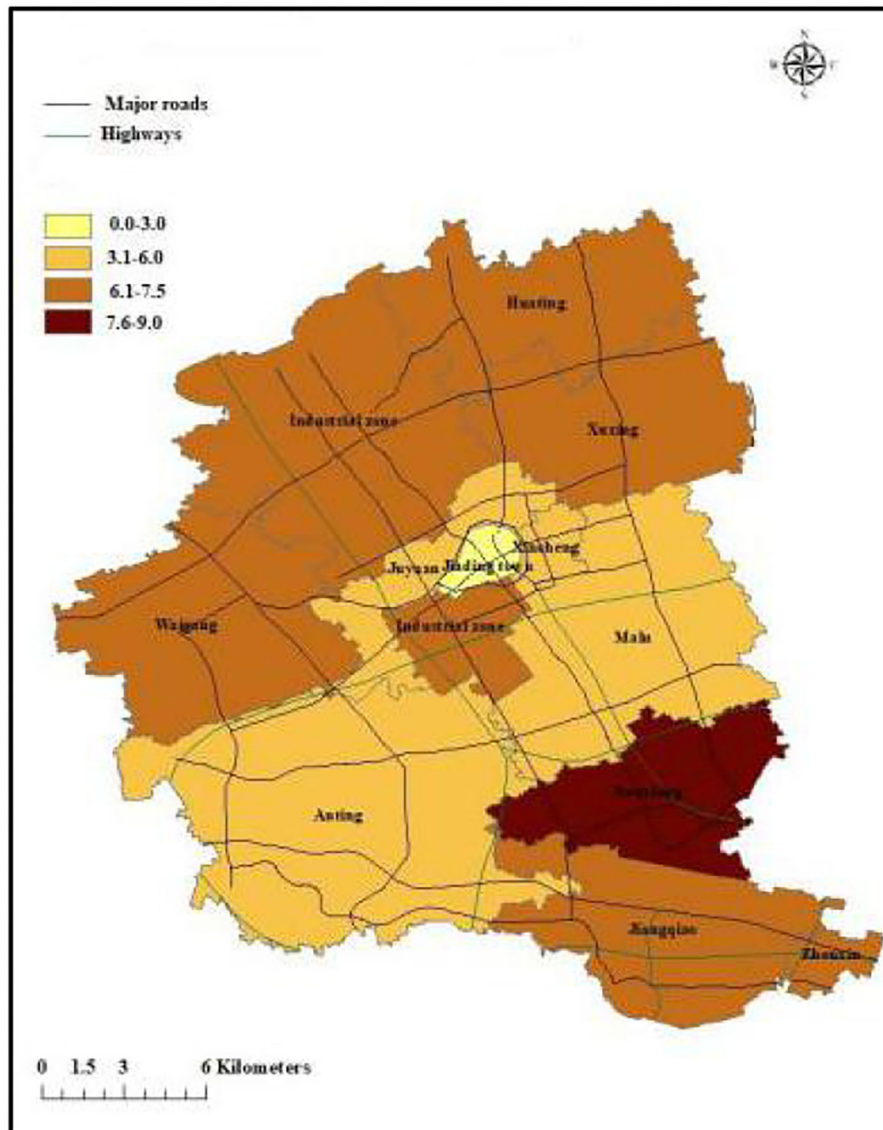 N
Major roads
Highways
0.0-3.0
3.1-6.0
6.1-7.5
7.6-9.0
Huating
Industrial zone
Xuxing
Xincheng
Juyuan
Jiading town
Waigang
Industrial zone
Malu
Anting
Jiangqiao
Zhenxin
0 1.5 3 6 Kilometers